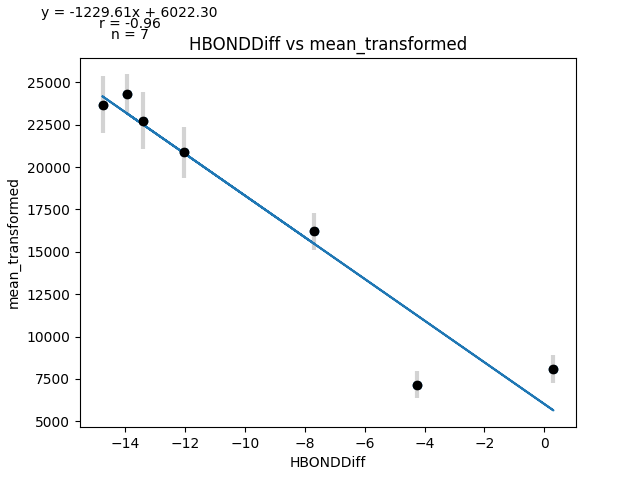 y = -1229.61x + 6022.30
r = -0.96
n = 7
HBONDDiff vs mean_transformed
25000
22500
20000
17500
15000
12500
10000
7500
5000
mean_transformed
−14
−12
−10
−8
−6
−4
−2
0
HBONDDiff